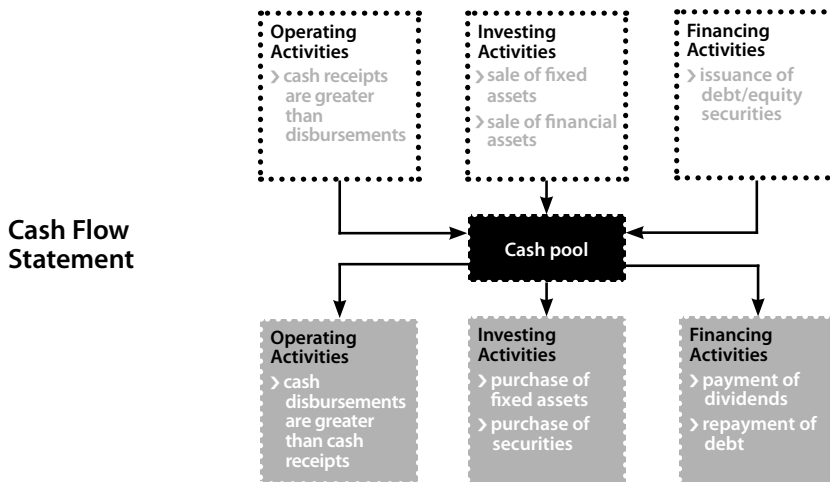 Cash Flow
Statement
Operating
Activities
› cash receipts
are greater
than
disbursements
Investing
Activities
› sale of fixed
assets
› sale of financial
assets
Financing
Activities
› issuance of
debt/equity
securities
Cash pool
Operating
Activities
› cash
disbursements
are greater
than cash
receipts
Investing
Activities
› purchase of
fixed assets
› purchase of
securities
Financing
Activities
› payment of
dividends
› repayment of
debt